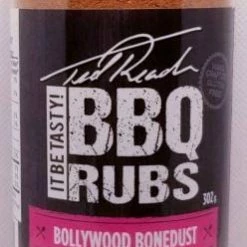 Ted Reader
IT BE TASTY!
BBQ
RUBS
302g
BOLLYWOOD BONEDUST